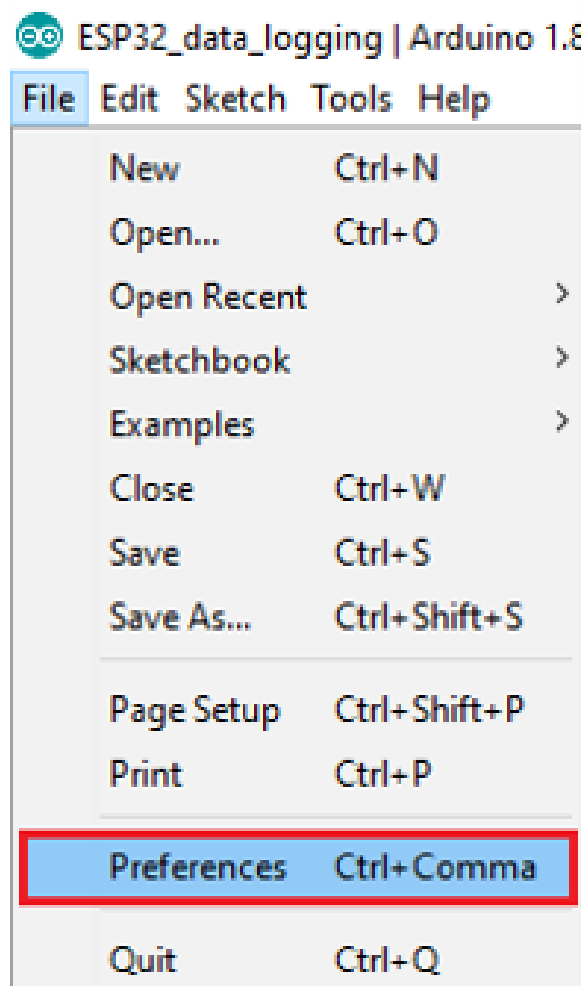 ESP32_data_logging | Arduino 1.8
File Edit Sketch Tools Help
New Ctrl+N
Open... Ctrl+O
Open Recent >
Sketchbook >
Examples >
Close Ctrl+W
Save Ctrl+S
Save As... Ctrl+Shift+S
Page Setup Ctrl+Shift+P
Print Ctrl+P
Preferences Ctrl+Comma
Quit Ctrl+Q